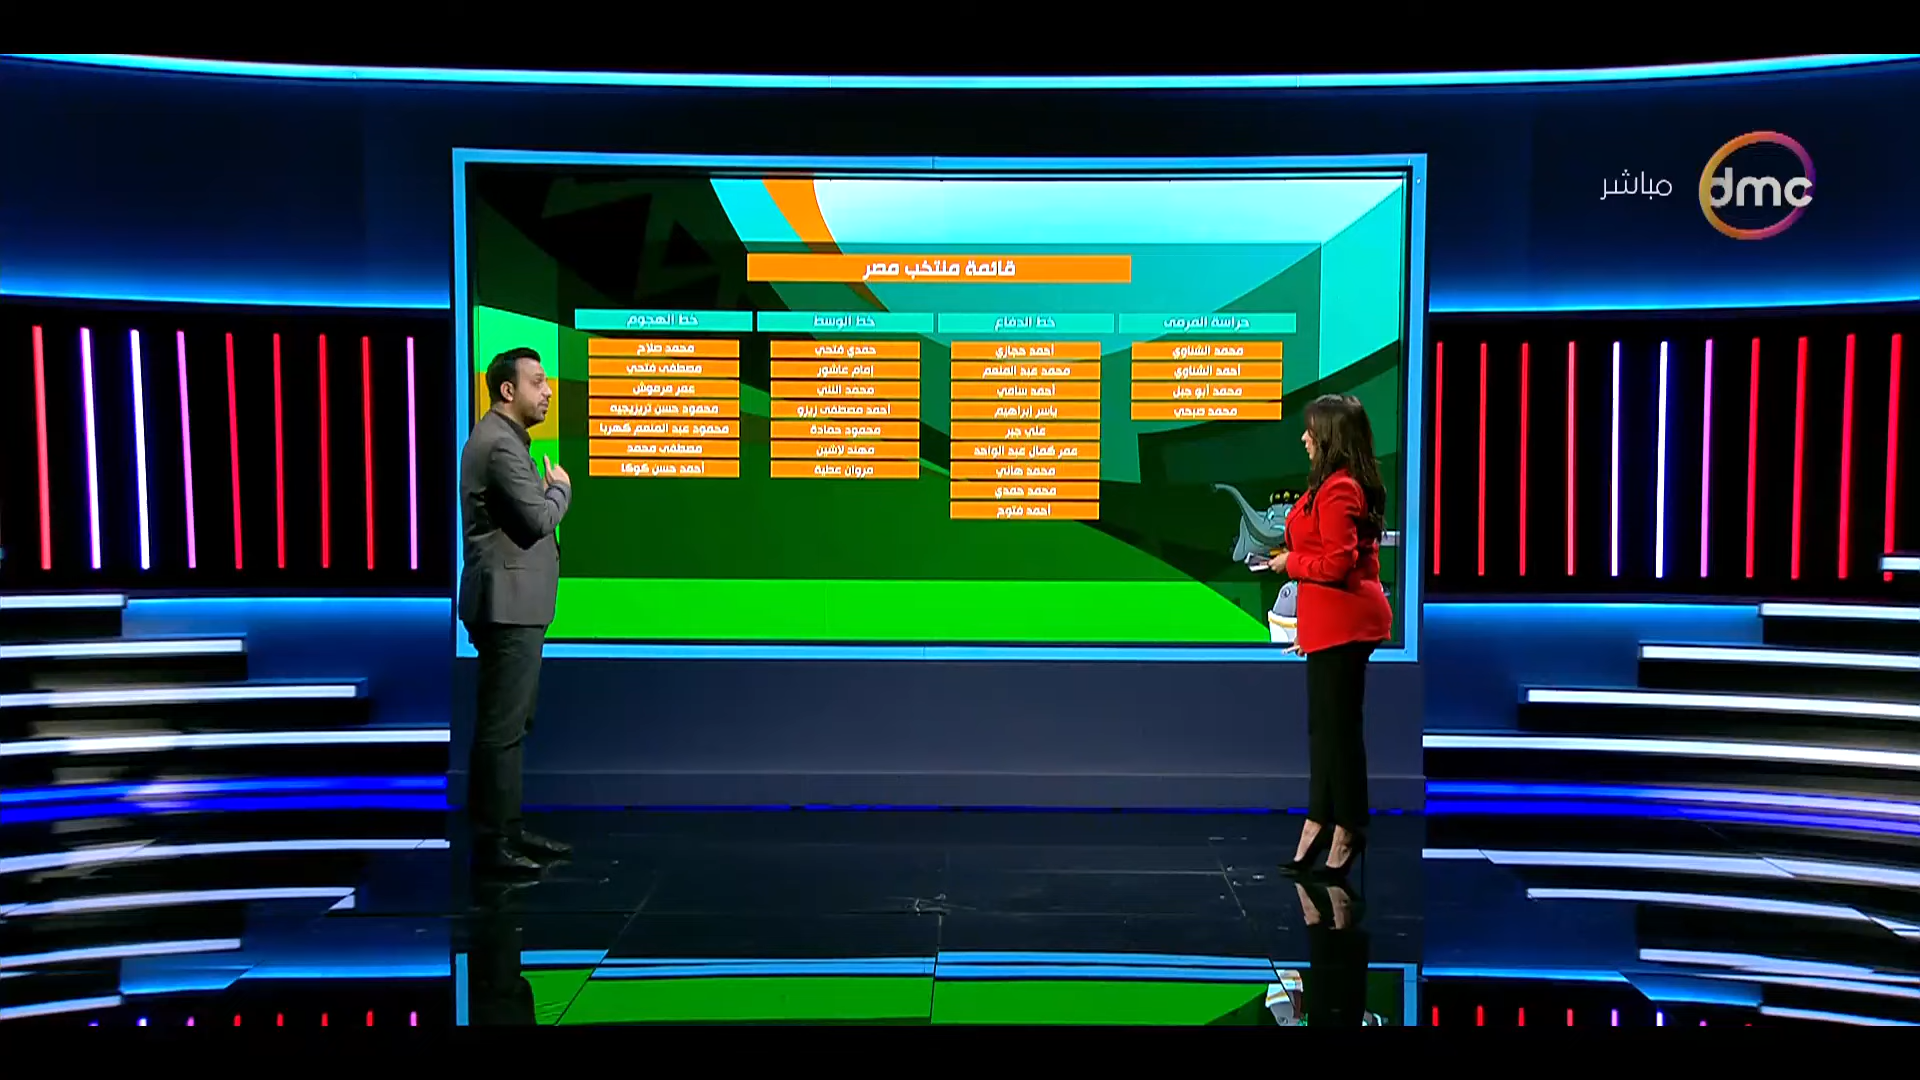 مباشر
dmc
قائمة منتخب مصر
حراسة المرمى
محمد الشناوي
أحمد الشناوي
محمد أبو جبل
محمد صبحي
خط الدفاع
أحمد حجازي
محمد عبد المنعم
أحمد سامي
ياسر إبراهيم
علي جبر
عمر كمال عبد الواحد
محمد هاني
محمد حمدي
أحمد فتوح
خط الوسط
حمدي فتحي
إمام عاشور
محمد النني
أحمد مصطفى زيزو
محمود حمادة
مهند لاشين
مروان عطية
خط الهجوم
محمد صلاح
مصطفى فتحي
عمر مرموش
محمود حسن تريزيجيه
محمود عبد المنعم كهربا
مصطفى محمد
أحمد حسن كوكا